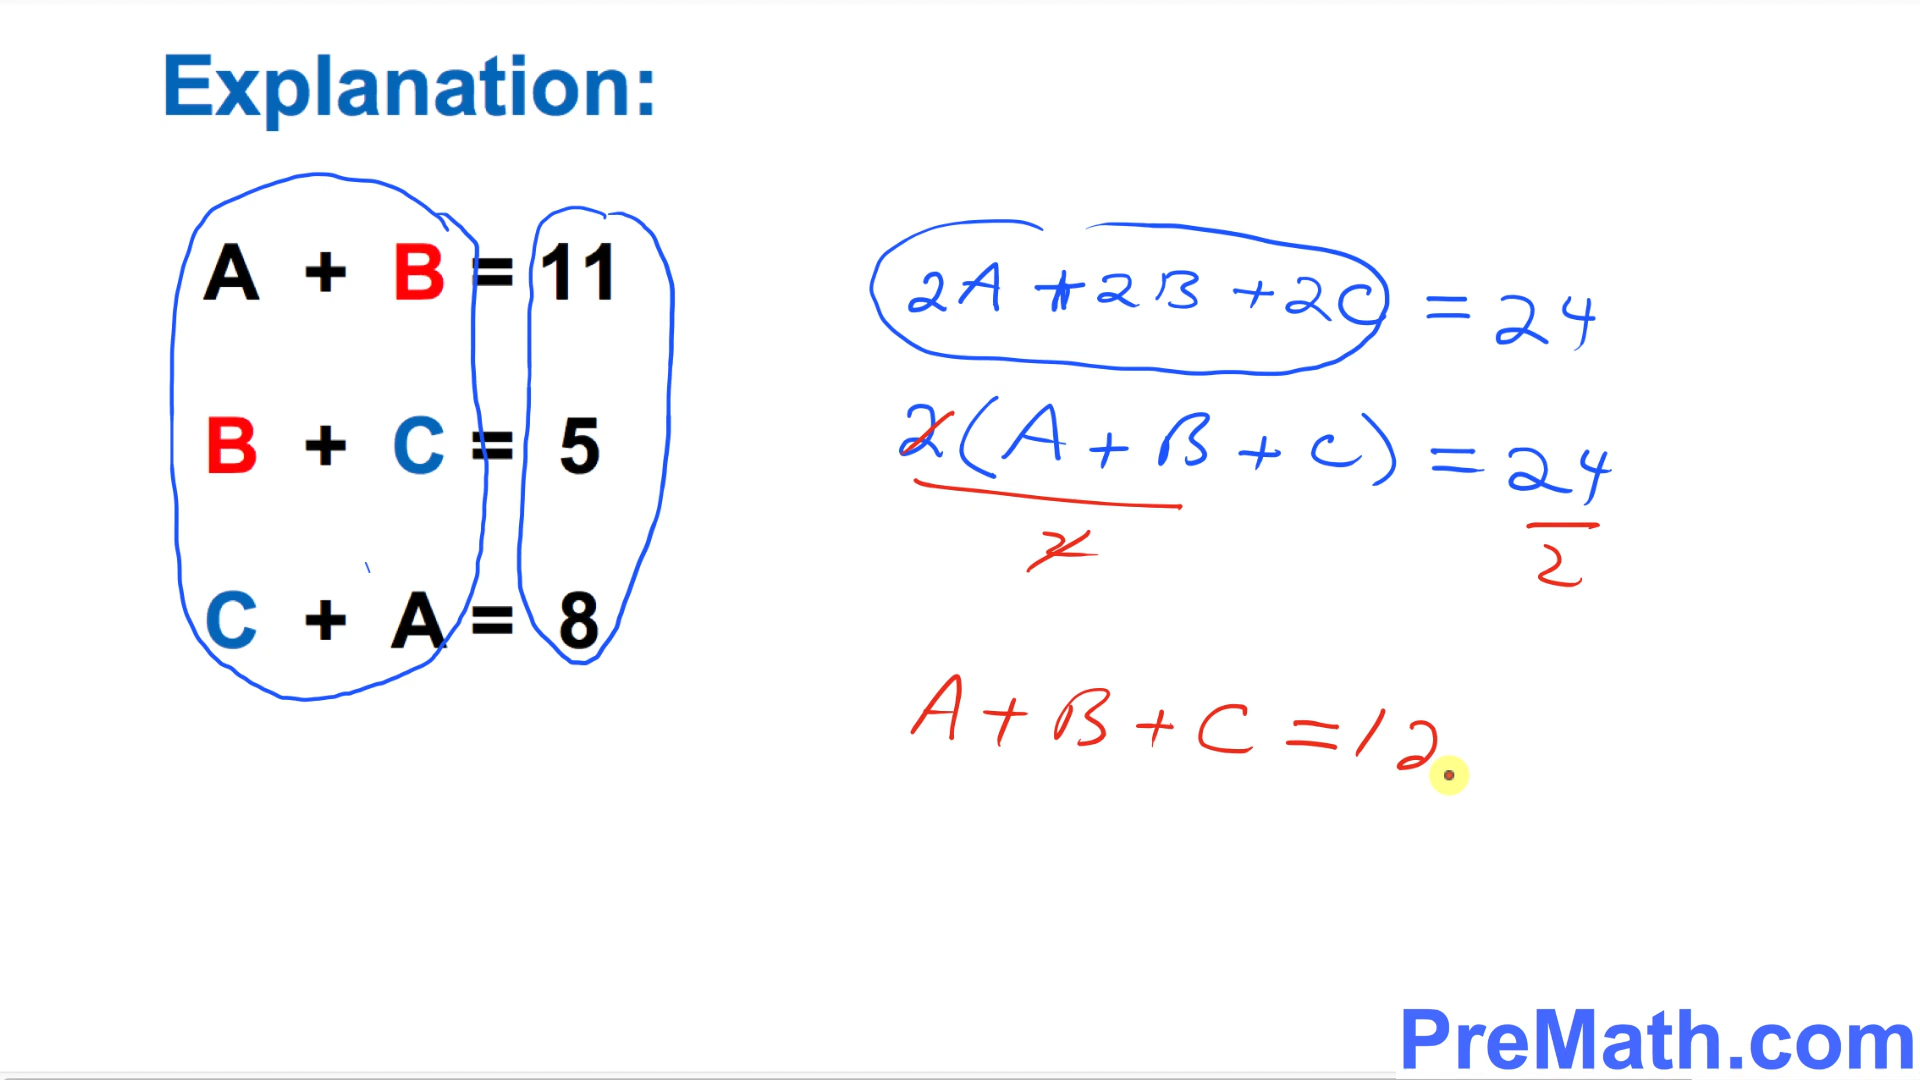 Explanation:
A + B = 11
B + C = 5
C + A = 8
2A + 2B + 2C = 24
2(A + B + C) = 24
2 2
A + B + C = 12
PreMath.com